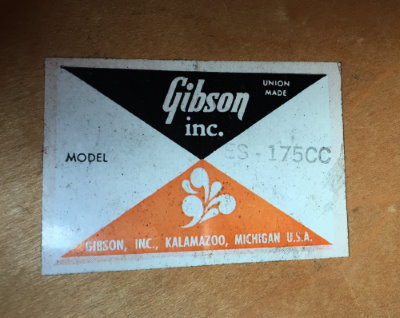 Gibson
inc.
UNION
MADE
MODEL
ES-175CC
GIBSON, INC., KALAMAZOO, MICHIGAN U.S.A.